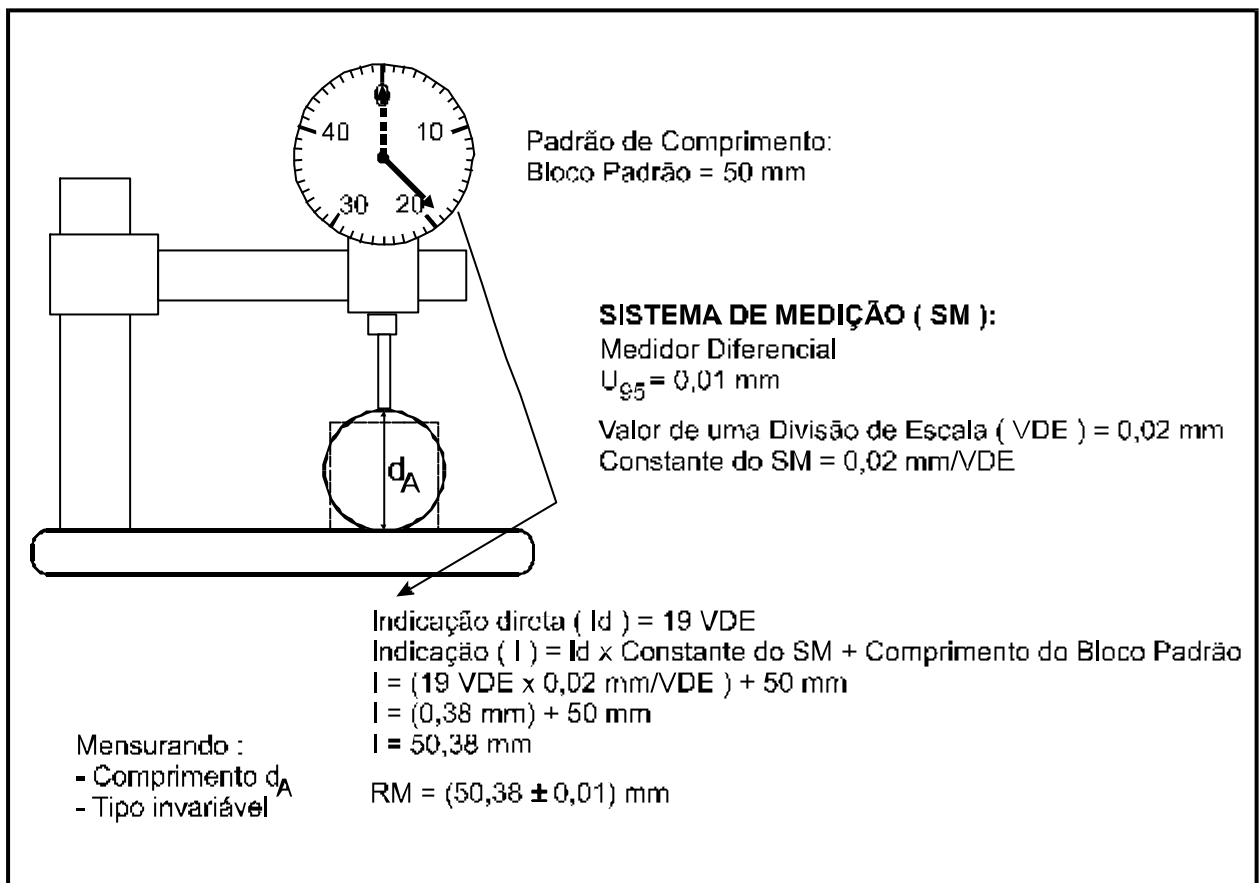 0
40
10
30
20
Padrão de Comprimento:
Bloco Padrão = 50 mm
SISTEMA DE MEDIÇÃO ( SM ):
Medidor Diferencial
U95 = 0,01 mm
Valor de uma Divisão de Escala ( VDE ) = 0,02 mm
Constante do SM = 0,02 mm/VDE
dA
Indicação direta ( Id ) = 19 VDE
Indicação ( I ) = Id x Constante do SM + Comprimento do Bloco Padrão
I = (19 VDE x 0,02 mm/VDE ) + 50 mm
I = (0,38 mm) + 50 mm
I = 50,38 mm
RM = (50,38 ± 0,01) mm
Mensurando :
- Comprimento dA
- Tipo invariável